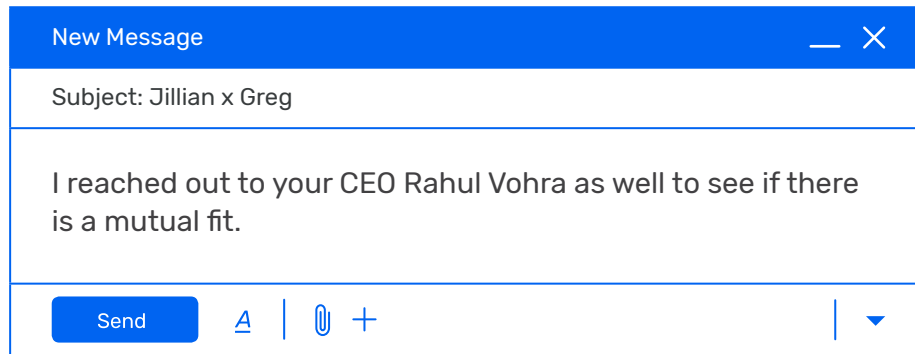 New Message
Subject: Jillian x Greg
I reached out to your CEO Rahul Vohra as well to see if there
is a mutual fit.
Send
A